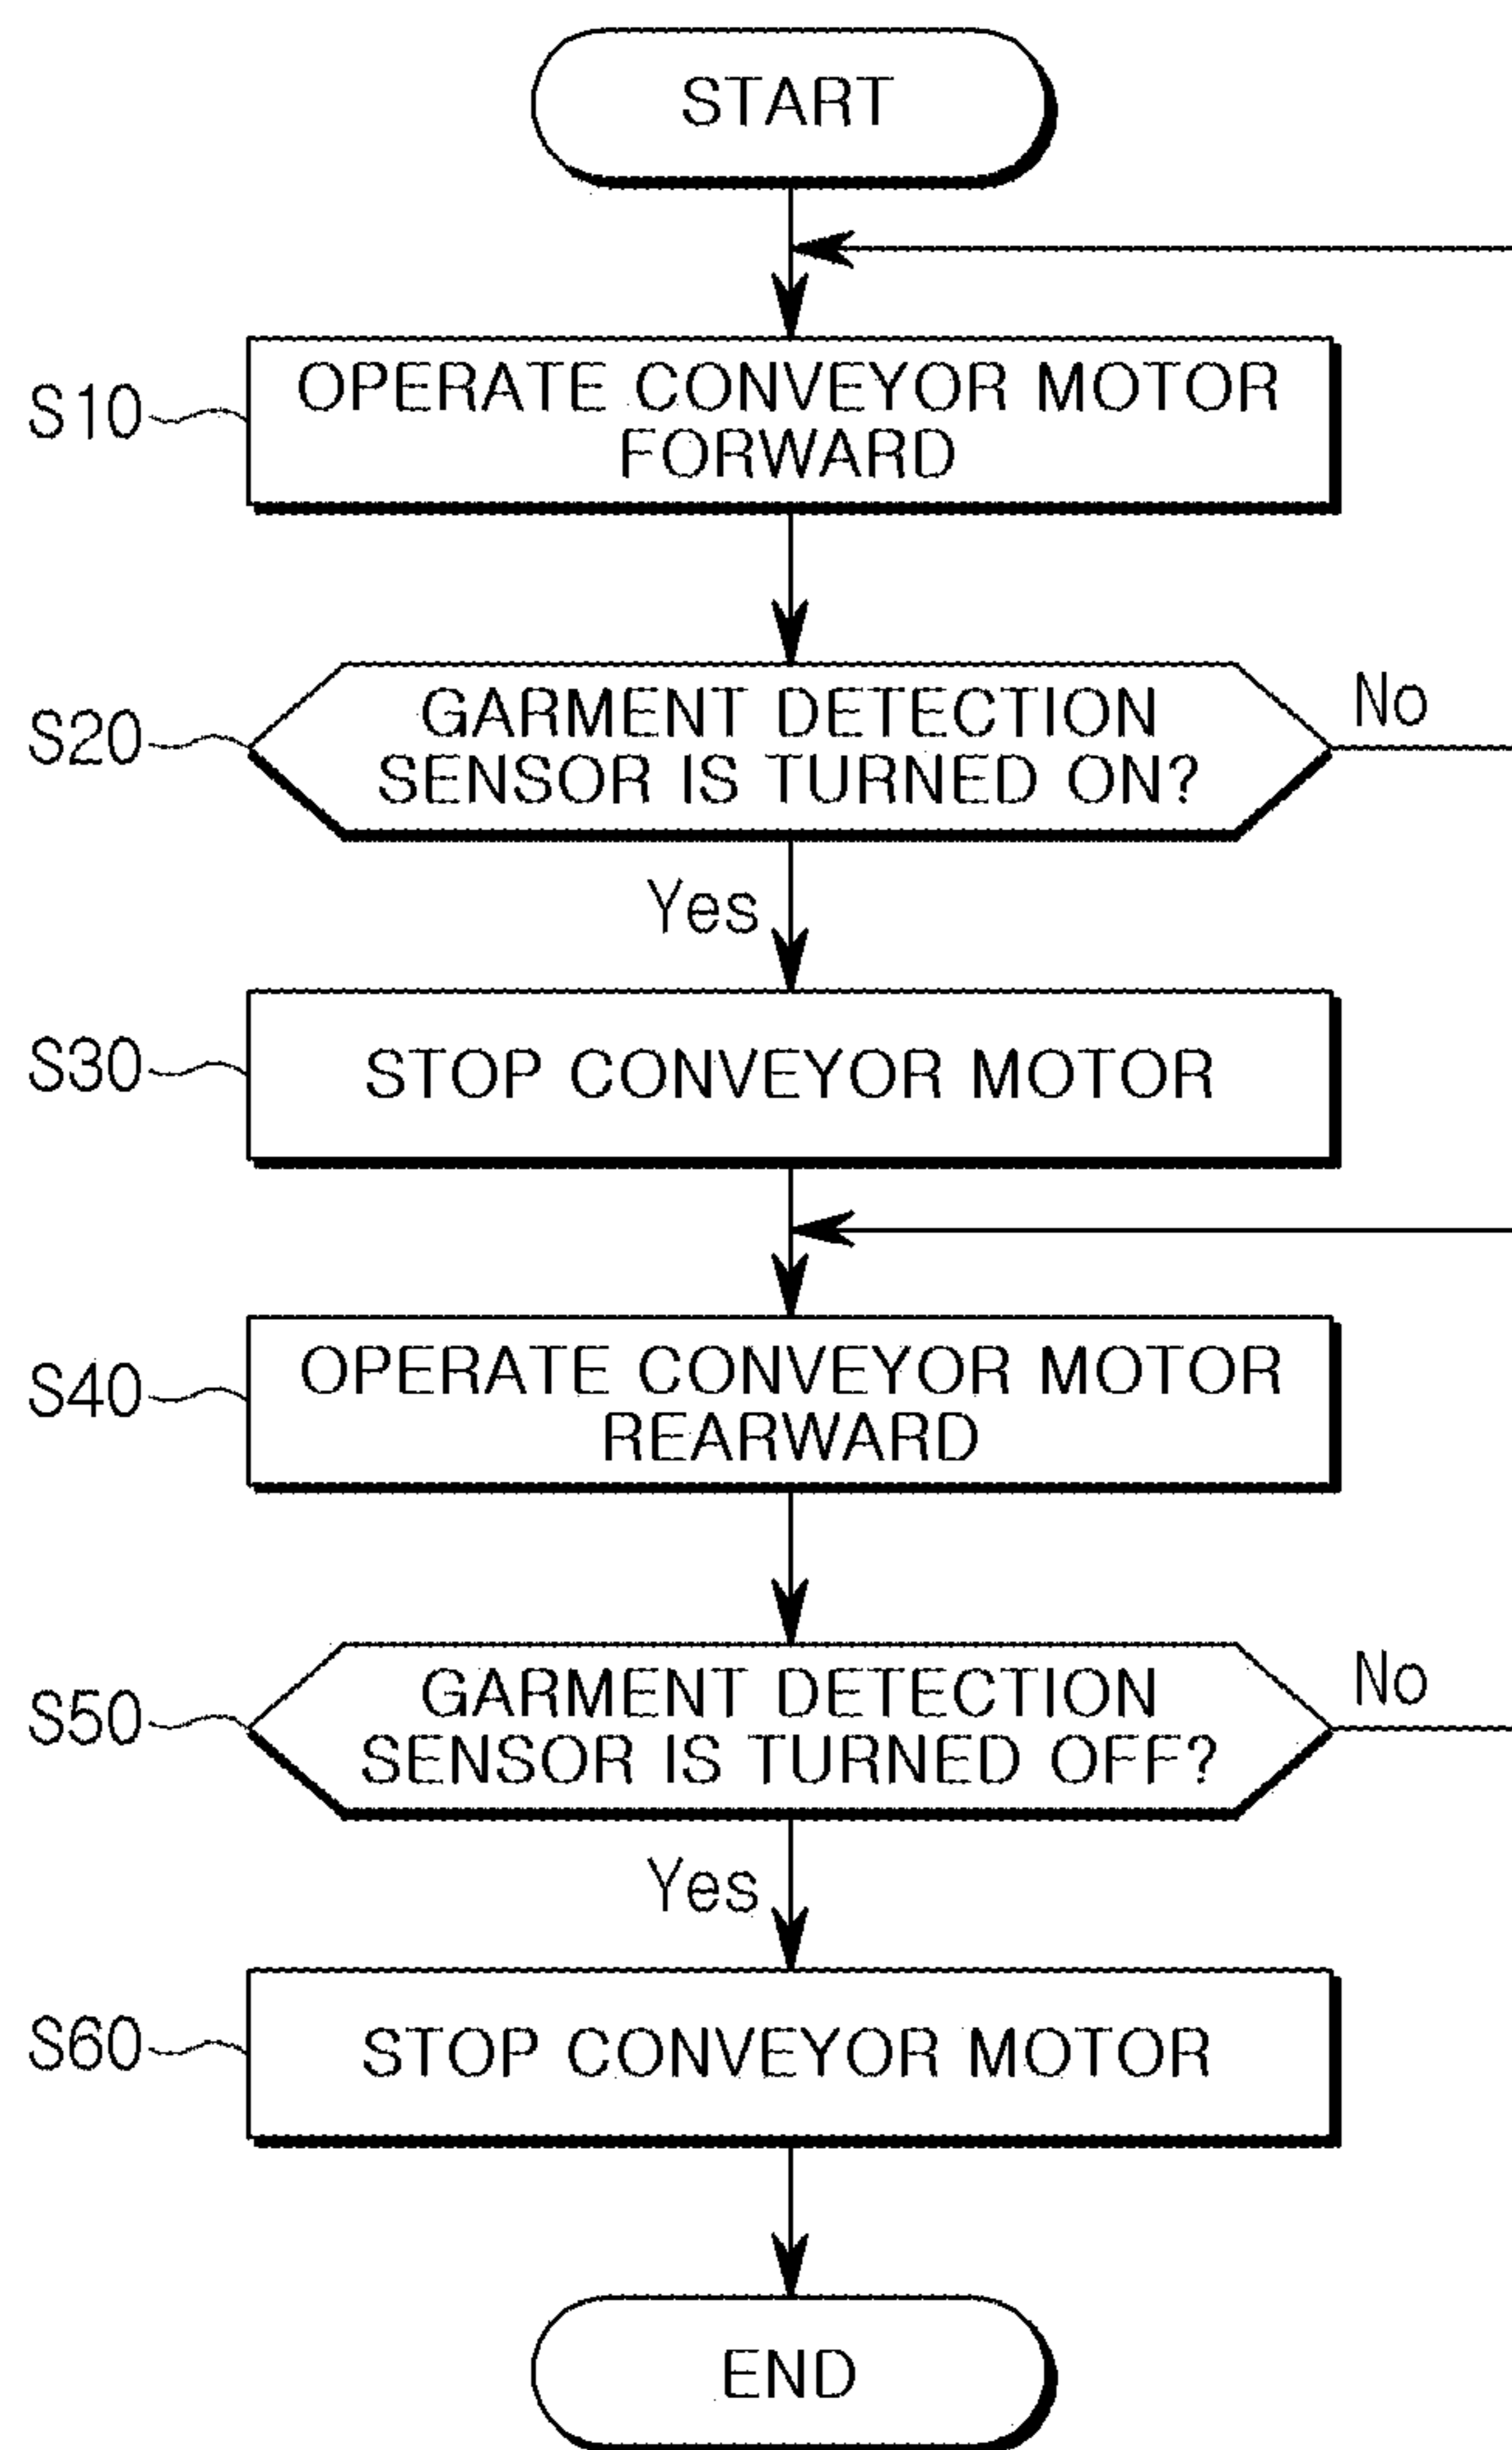 START
S10
OPERATE CONVEYOR MOTOR
FORWARD
S20
GARMENT DETECTION
SENSOR IS TURNED ON?
No
Yes
S30
STOP CONVEYOR MOTOR
S40
OPERATE CONVEYOR MOTOR
REARWARD
S50
GARMENT DETECTION
SENSOR IS TURNED OFF?
No
Yes
S60
STOP CONVEYOR MOTOR
END